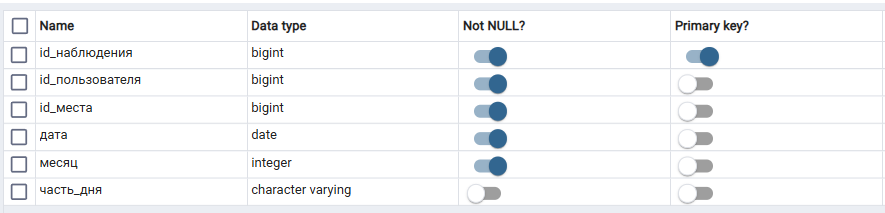 Name Data type Not NULL? Primary key?
id_наблюдения bigint
id_пользователя bigint
id_места bigint
дата date
месяц integer
часть_дня character varying